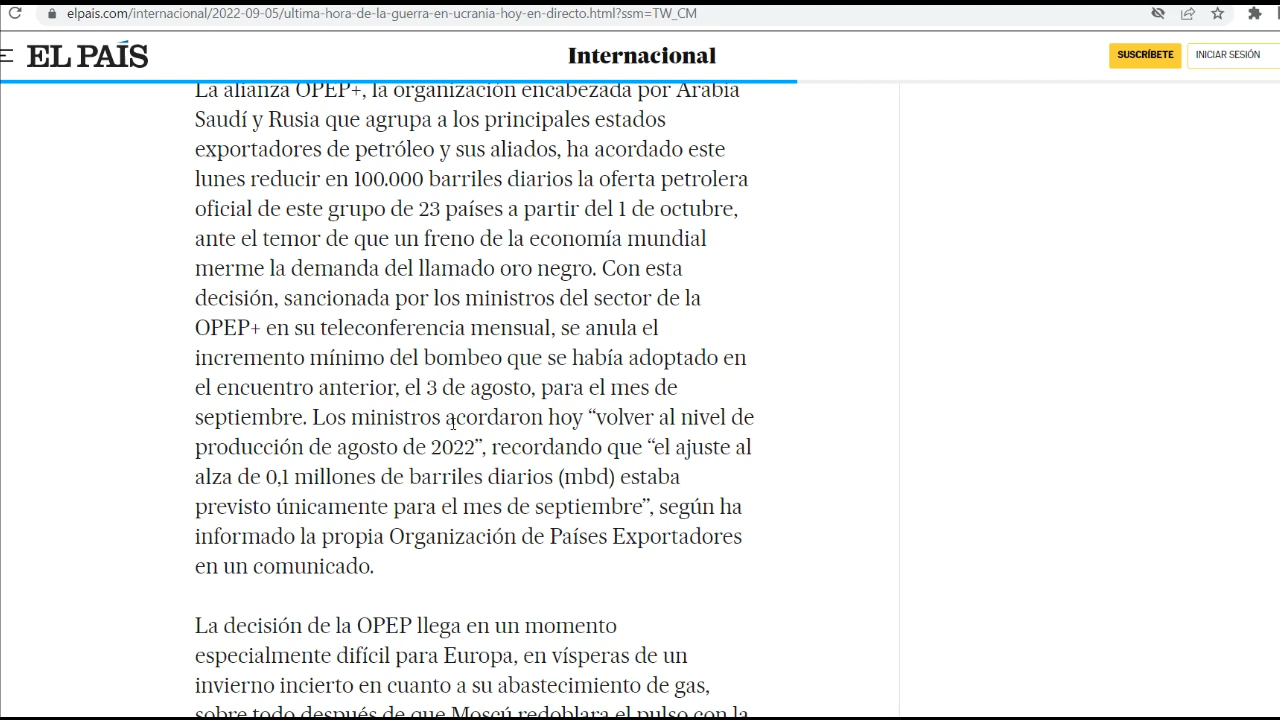 elpais.com/internacional/2022-09-05/ultima-hora-de-la-guerra-en-ucrania-hoy-en-directo.html?ssm=TW_CM
EL PAÍS
Internacional
SUSCRÍBETE
INICIAR SESIÓN
La alianza OPEP+, la organización encabezada por Arabia
Saudí y Rusia que agrupa a los principales estados
exportadores de petróleo y sus aliados, ha acordado este
lunes reducir en 100.000 barriles diarios la oferta petrolera
oficial de este grupo de 23 países a partir del 1 de octubre,
ante el temor de que un freno de la economía mundial
merme la demanda del llamado oro negro. Con esta
decisión, sancionada por los ministros del sector de la
OPEP+ en su teleconferencia mensual, se anula el
incremento mínimo del bombeo que se había adoptado en
el encuentro anterior, el 3 de agosto, para el mes de
septiembre. Los ministros acordaron hoy “volver al nivel de
producción de agosto de 2022”, recordando que “el ajuste al
alza de 0,1 millones de barriles diarios (mbd) estaba
previsto únicamente para el mes de septiembre”, según ha
informado la propia Organización de Países Exportadores
en un comunicado.
La decisión de la OPEP llega en un momento
especialmente difícil para Europa, en vísperas de un
invierno incierto en cuanto a su abastecimiento de gas,
sobre todo después de que Moscú redoblara el pulso con la